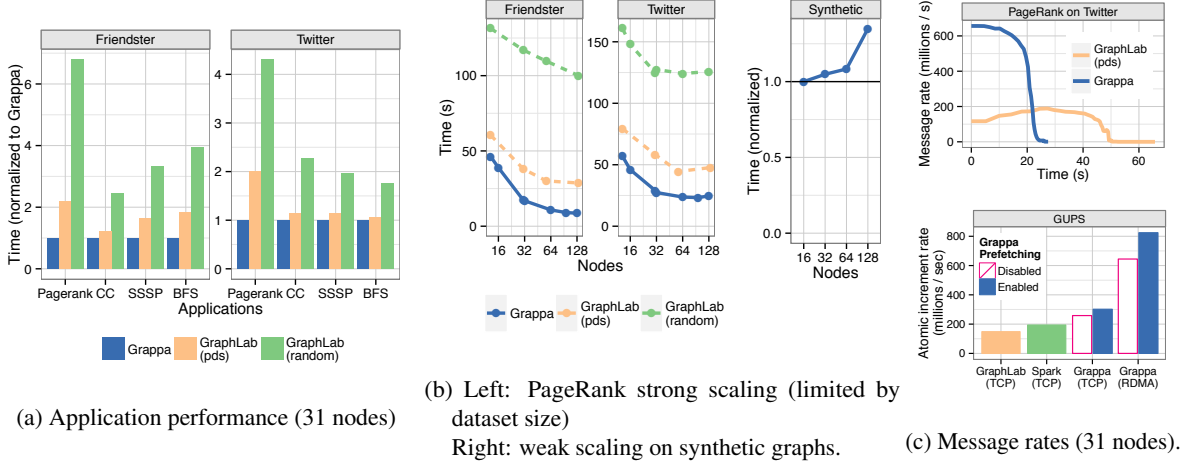 Friendster
Twitter
Time (normalized to Grappa)
6
4
2
0
4
3
2
1
0
Pagerank CC SSSP BFS
Pagerank CC SSSP BFS
Applications
Grappa
GraphLab
(pds)
GraphLab
(random)
(a) Application performance (31 nodes)
Friendster
Twitter
Synthetic
Time (s)
100
50
0
150
100
50
0
16 32 64 128
16 32 64 128
Nodes
Time (normalized)
1.0
0.5
0.0
16 32 64 128
Nodes
Grappa
GraphLab
(pds)
GraphLab
(random)
(b) Left: PageRank strong scaling (limited by
dataset size)
Right: weak scaling on synthetic graphs.
PageRank on Twitter
Message rate (millions / s)
600
400
200
0
GraphLab
(pds)
Grappa
0 20 40 60
Time (s)
GUPS
Atomic increment rate
(millions / sec)
800
600
400
200
0
Grappa
Prefetching
Disabled
Enabled
GraphLab
(TCP)
Spark
(TCP)
Grappa
(TCP)
Grappa
(RDMA)
(c) Message rates (31 nodes).